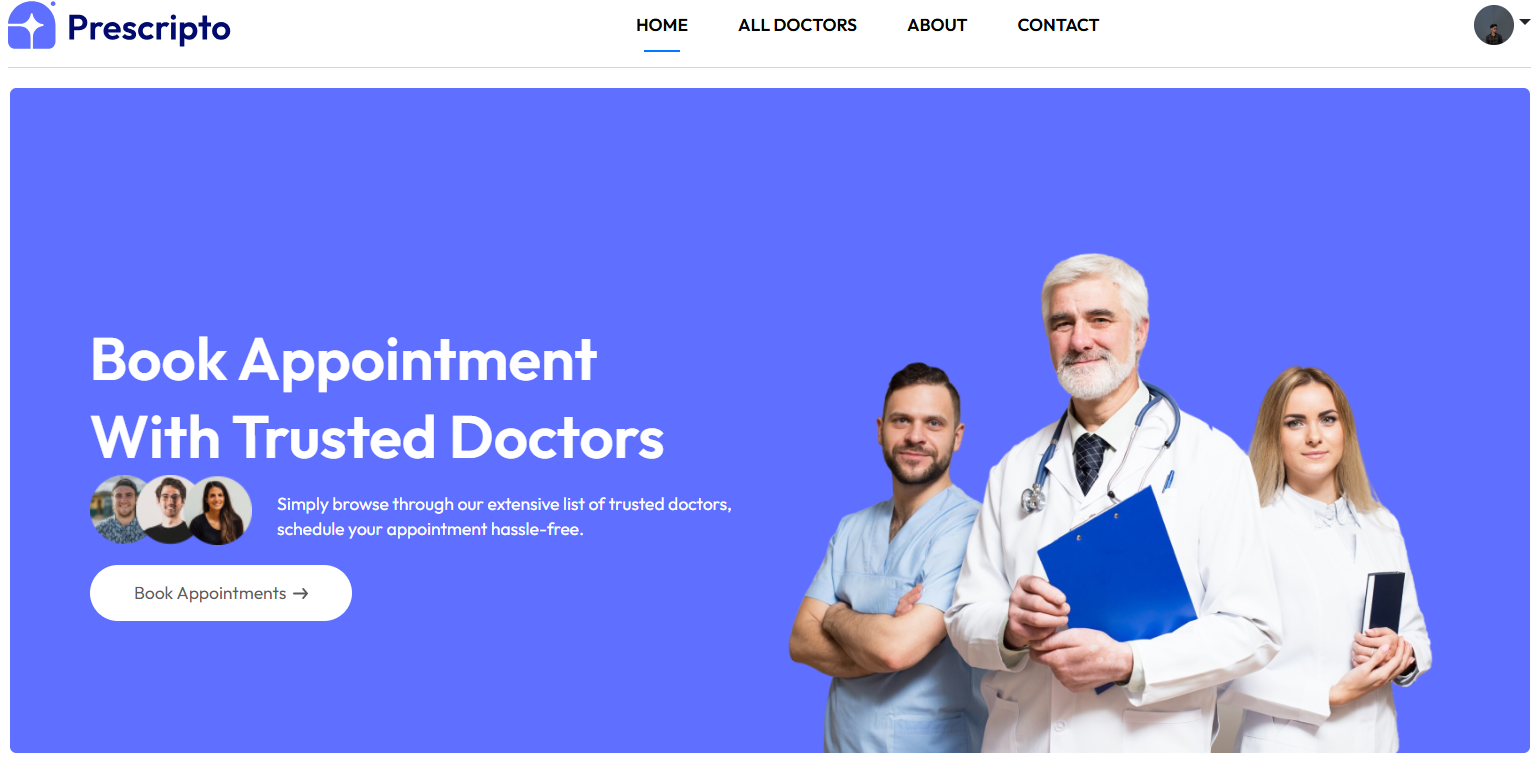 Prescripto
HOME
ALL DOCTORS
ABOUT
CONTACT
Book Appointment
With Trusted Doctors
Simply browse through our extensive list of trusted doctors,
schedule your appointment hassle-free.
Book Appointments →